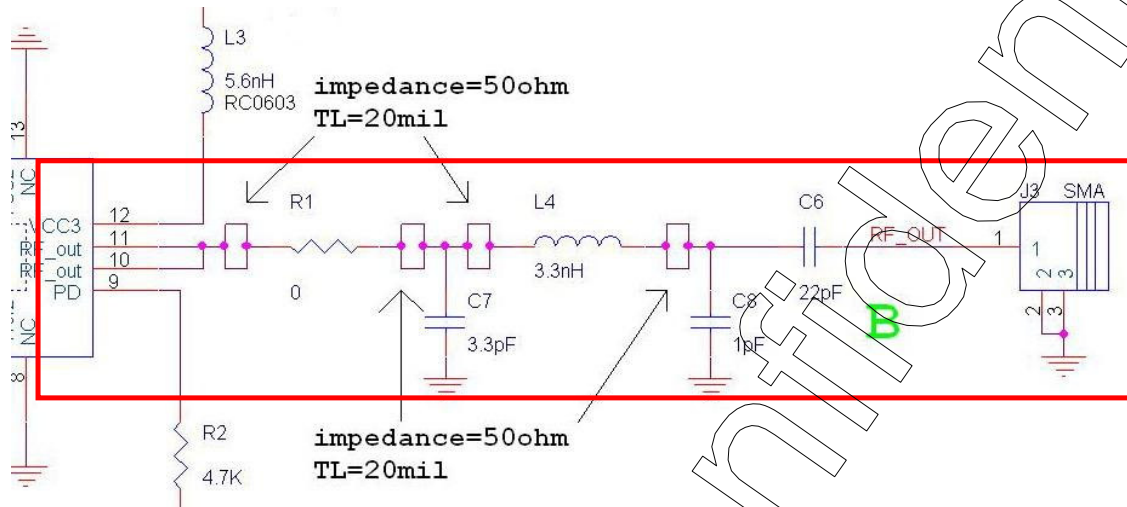 L3
5.6nH
RC0603
impedance=50ohm
TL=20mil
13
NC
VCC3
12
RF_out
11
RF_out
10
PD
9
NC
8
R1
0
C7
3.3pF
L4
3.3nH
C8
1pF
C6
22pF
RF_OUT
1
J3 SMA
1
2
3
2
3
B
R2
4.7K
impedance=50ohm
TL=20mil
nfiden
nfiden